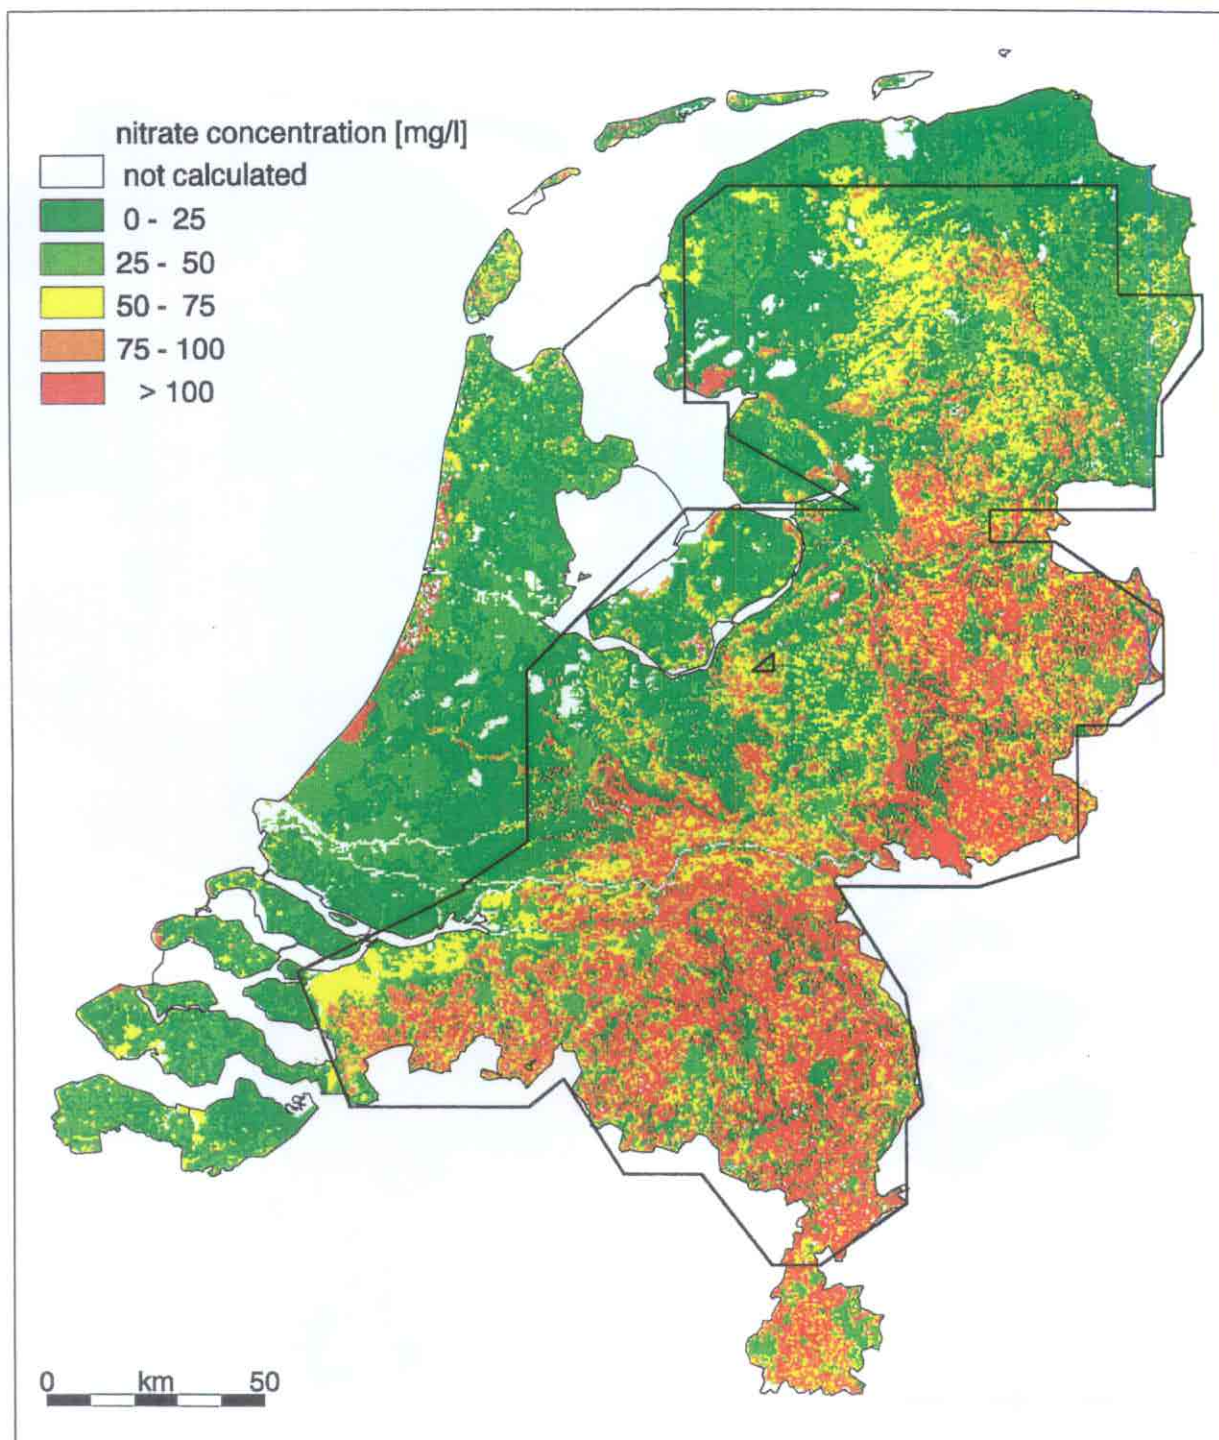 nitrate concentration [mg/l]
not calculated
0 - 25
25 - 50
50 - 75
75 - 100
> 100
0 km 50